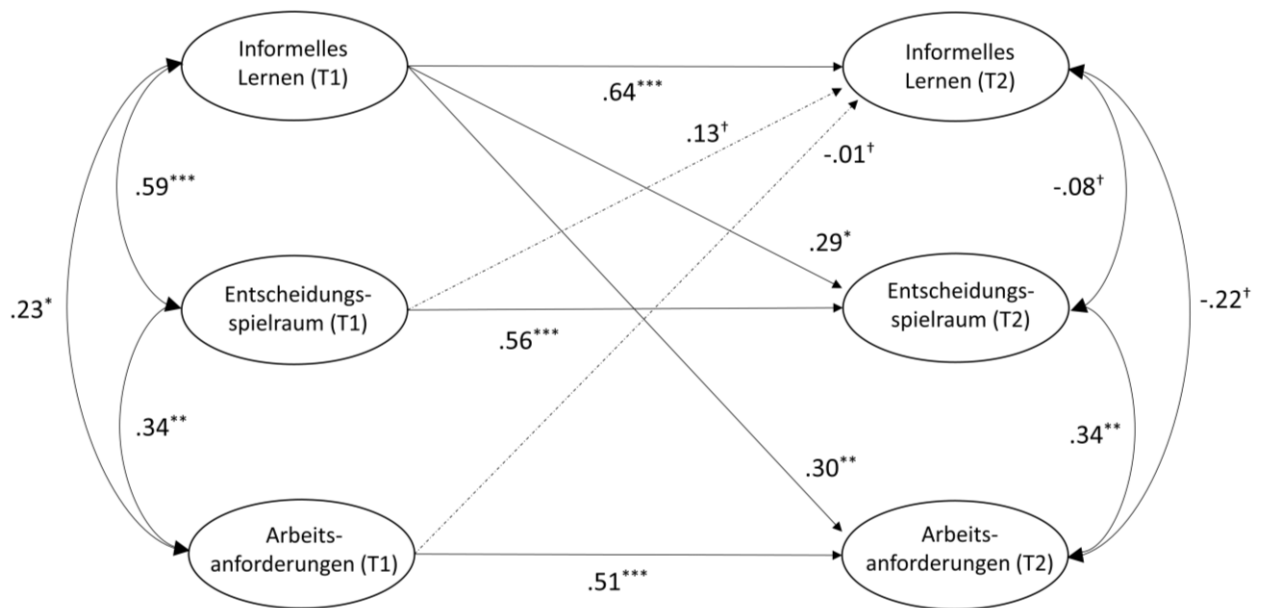 Informelles
Lernen (T1)
Informelles
Lernen (T2)
.64***
.13†
-.01†
.59***
-.08†
.29*
Entscheidungs-
spielraum (T1)
Entscheidungs-
spielraum (T2)
.23*
-.22†
.56***
.34**
.34**
.30**
Arbeits-
anforderungen (T1)
Arbeits-
anforderungen (T2)
.51***